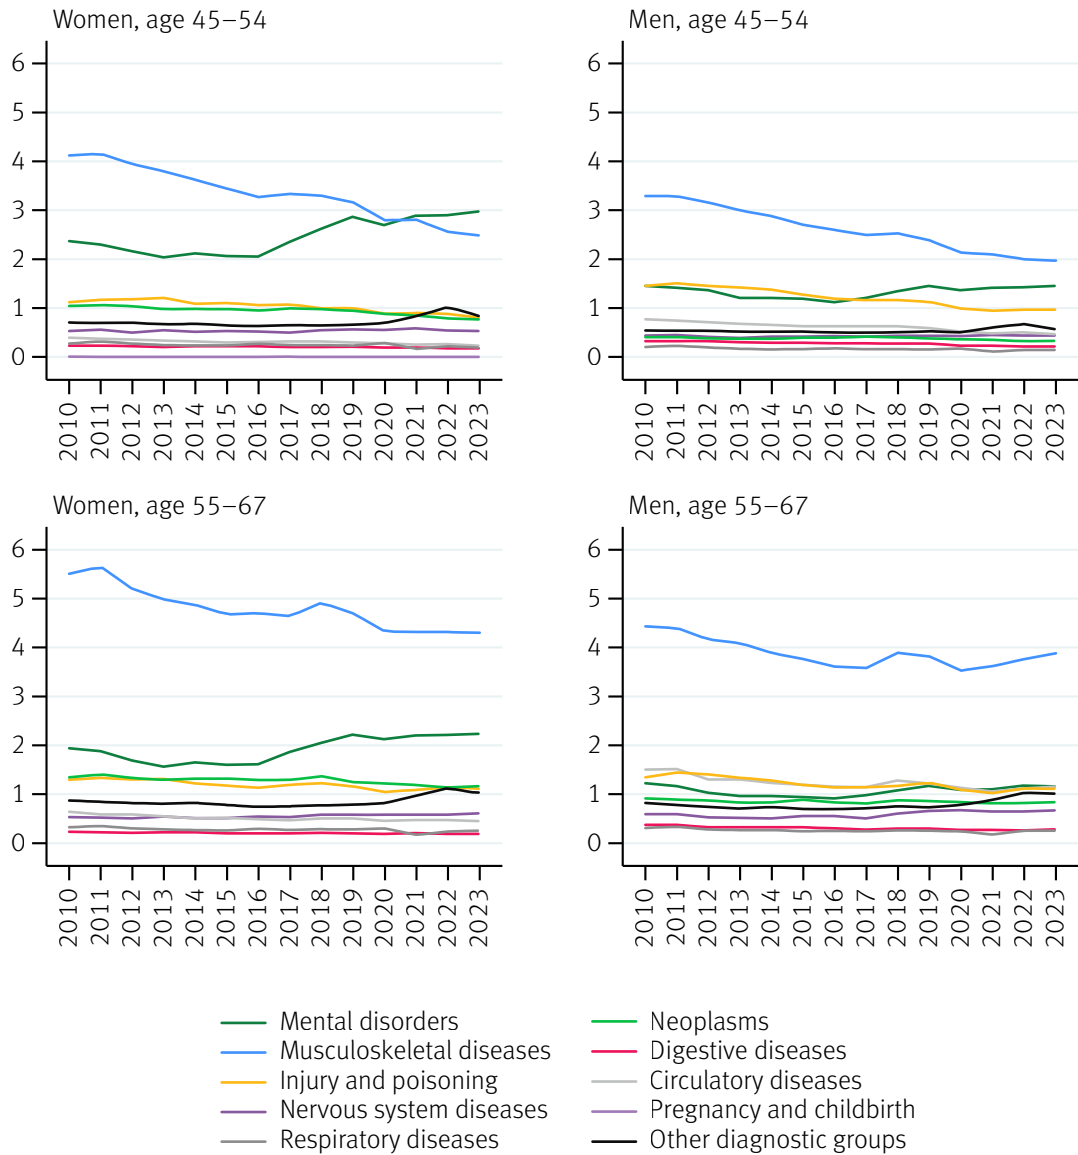 Women, age 45–54
6
5
4
3
2
1
0
2010 2011 2012 2013 2014 2015 2016 2017 2018 2019 2020 2021 2022 2023
Men, age 45–54
6
5
4
3
2
1
0
2010 2011 2012 2013 2014 2015 2016 2017 2018 2019 2020 2021 2022 2023
Women, age 55–67
6
5
4
3
2
1
0
2010 2011 2012 2013 2014 2015 2016 2017 2018 2019 2020 2021 2022 2023
Men, age 55–67
6
5
4
3
2
1
0
2010 2011 2012 2013 2014 2015 2016 2017 2018 2019 2020 2021 2022 2023
Mental disorders
Musculoskeletal diseases
Injury and poisoning
Nervous system diseases
Respiratory diseases
Neoplasms
Digestive diseases
Circulatory diseases
Pregnancy and childbirth
Other diagnostic groups